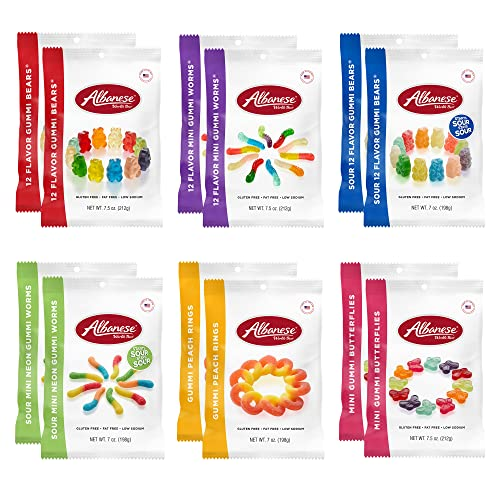 12 FLAVOR GUMMI BEARS®
12 FLAVOR GUMMI BEARS®
Albanese®
World's Best
GLUTEN FREE • FAT FREE • LOW SODIUM
NET WT. 7.5 oz. (212g)
12 FLAVOR MINI GUMMI WORMS®
12 FLAVOR MINI GUMMI WORMS®
Albanese®
World's Best
GLUTEN FREE • FAT FREE • LOW SODIUM
NET WT. 7.5 oz. (212g)
SOUR 12 FLAVOR GUMMI BEARS®
SOUR 12 FLAVOR GUMMI BEARS®
Albanese®
World's Best
SOUR
SOUR
GLUTEN FREE • FAT FREE • LOW SODIUM
NET WT. 7 oz. (198g)
SOUR MINI NEON GUMMI WORMS
SOUR MINI NEON GUMMI WORMS
Albanese®
World's Best
SOUR
SOUR
GLUTEN FREE • FAT FREE • LOW SODIUM
NET WT. 7 oz. (198g)
GUMMI PEACH RINGS
GUMMI PEACH RINGS
Albanese®
World's Best
GLUTEN FREE • FAT FREE • LOW SODIUM
NET WT. 7 oz. (198g)
MINI GUMMI BUTTERFLIES
MINI GUMMI BUTTERFLIES
Albanese®
World's Best
GLUTEN FREE • FAT FREE • LOW SODIUM
NET WT. 7.5 oz. (212g)